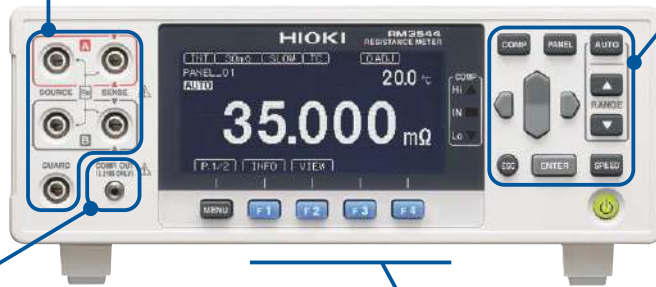 HIOKI
RM3544
RESISTANCE METER
INT 30mΩ SLOW TC 0ADJ
PANEL_01
20.0 ℃
AUTO
35.000 mΩ
COMP
Hi
IN
Lo
P.1/2 INFO VIEW
MENU F1 F2 F3 F4
A
SOURCE SENSE
B
GUARD
COMP OUT
COMP PANEL AUTO
RANGE
ESC ENTER SPEED